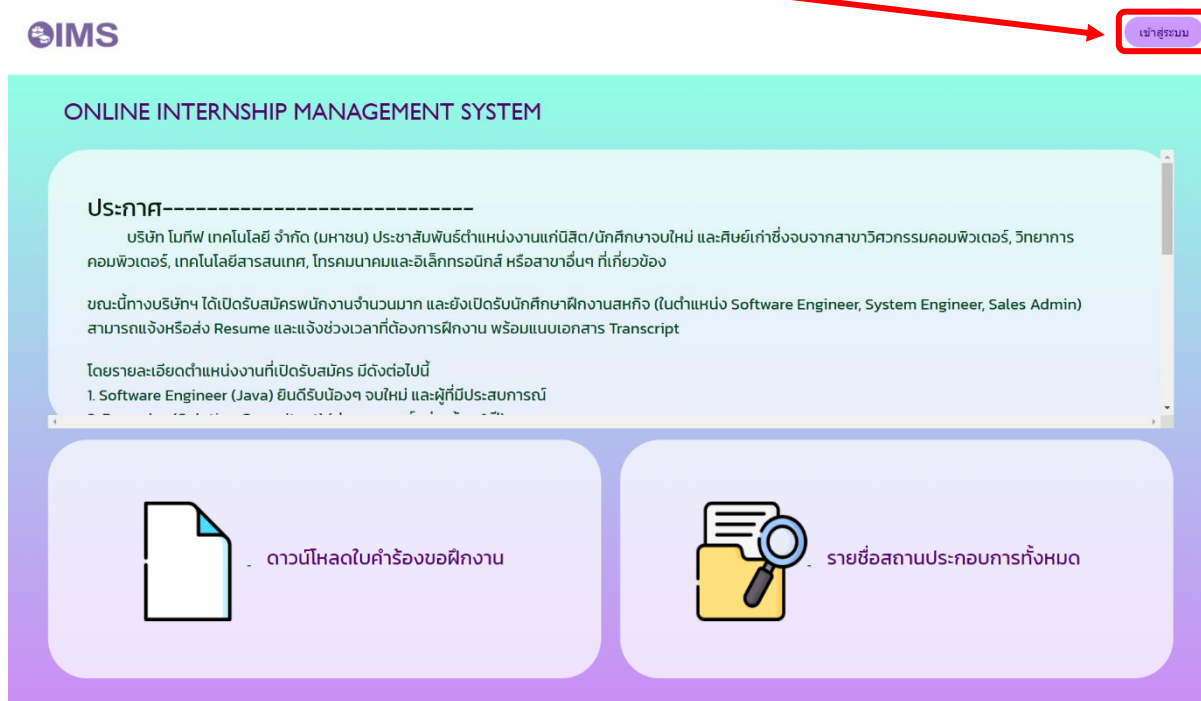 OIMS
เข้าสู่ระบบ
ONLINE INTERNSHIP MANAGEMENT SYSTEM
ประกาศ----------------------------
บริษัท โมทีฟ เทคโนโลยี จำกัด (มหาชน) ประชาสัมพันธ์ตำแหน่งงานแก่นิสิต/นักศึกษาจบใหม่ และศิษย์เก่าซึ่งจบจากสาขาวิศวกรรมคอมพิวเตอร์, วิทยาการ
คอมพิวเตอร์, เทคโนโลยีสารสนเทศ, โทรคมนาคมและอิเล็กทรอนิกส์ หรือสาขาอื่นๆ ที่เกี่ยวข้อง
ขณะนี้ทางบริษัทฯ ได้เปิดรับสมัครพนักงานจำนวนมาก และยังเปิดรับนักศึกษาฝึกงานสหกิจ (ในตำแหน่ง Software Engineer, System Engineer, Sales Admin)
สามารถแจ้งหรือส่ง Resume และแจ้งช่วงเวลาที่ต้องการฝึกงาน พร้อมแนบเอกสาร Transcript
โดยรายละเอียดตำแหน่งงานที่เปิดรับสมัคร มีดังต่อไปนี้
1. Software Engineer (Java) ยินดีรับน้องๆ จบใหม่ และผู้ที่มีประสบการณ์
ดาวน์โหลดใบคำร้องขอฝึกงาน
รายชื่อสถานประกอบการทั้งหมด